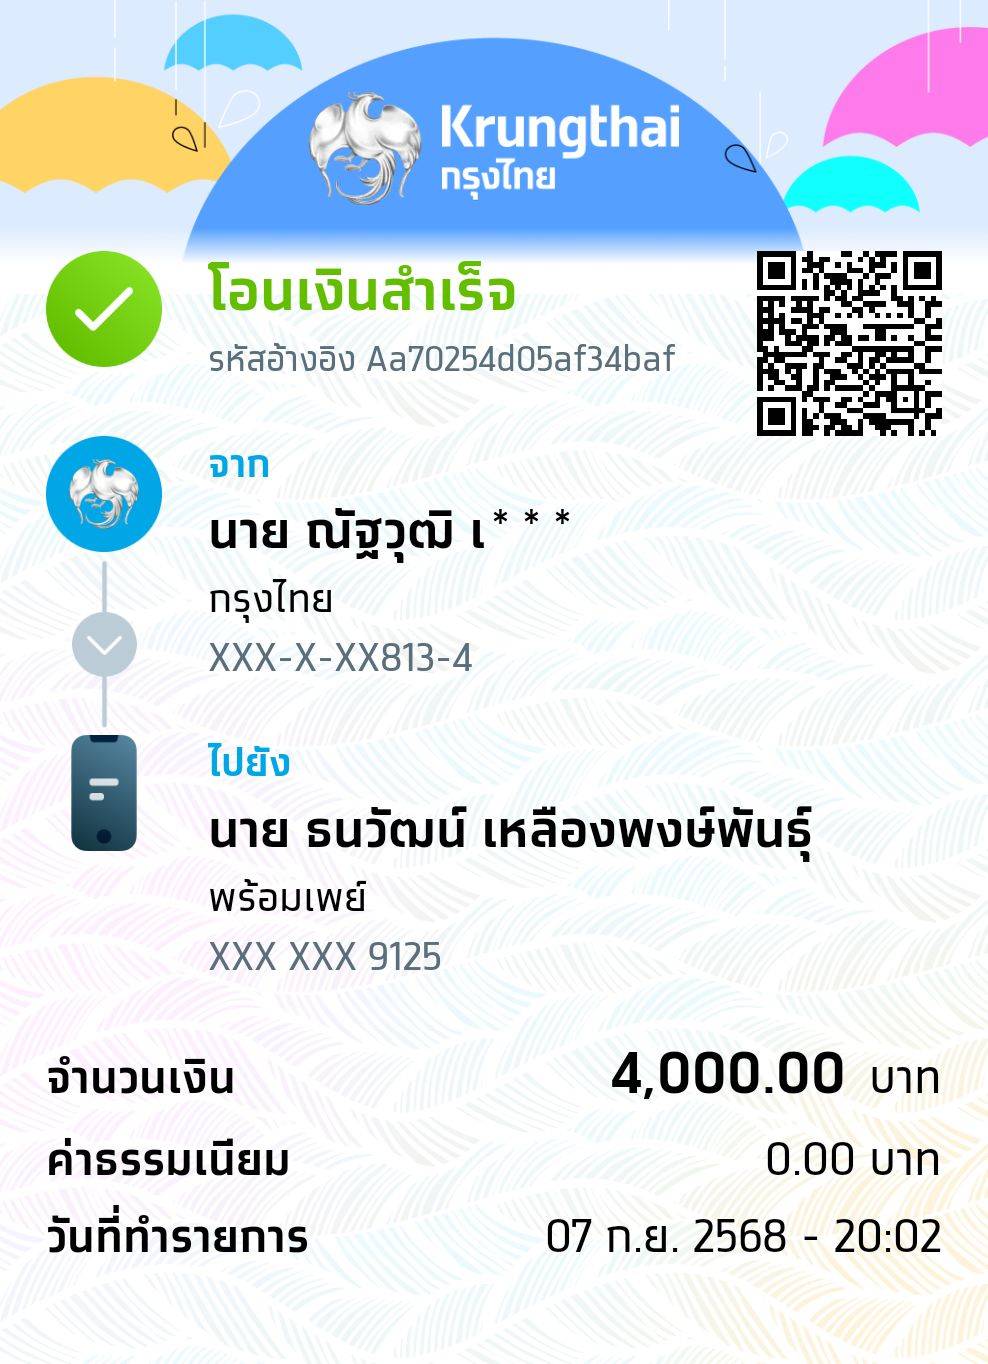 Krungthai
กรุงไทย
โอนเงินสำเร็จ
รหัสอ้างอิง Aa70254d05af34baf
จาก
นาย ณัฐวุฒิ เ***
กรุงไทย
XXX-X-XX813-4
ไปยัง
นาย ธนวัฒน์ เหลืองพงษ์พันธุ์
พร้อมเพย์
XXX XXX 9125
จำนวนเงิน 4,000.00 บาท
ค่าธรรมเนียม 0.00 บาท
วันที่ทำรายการ 07 ก.ย. 2568 - 20:02